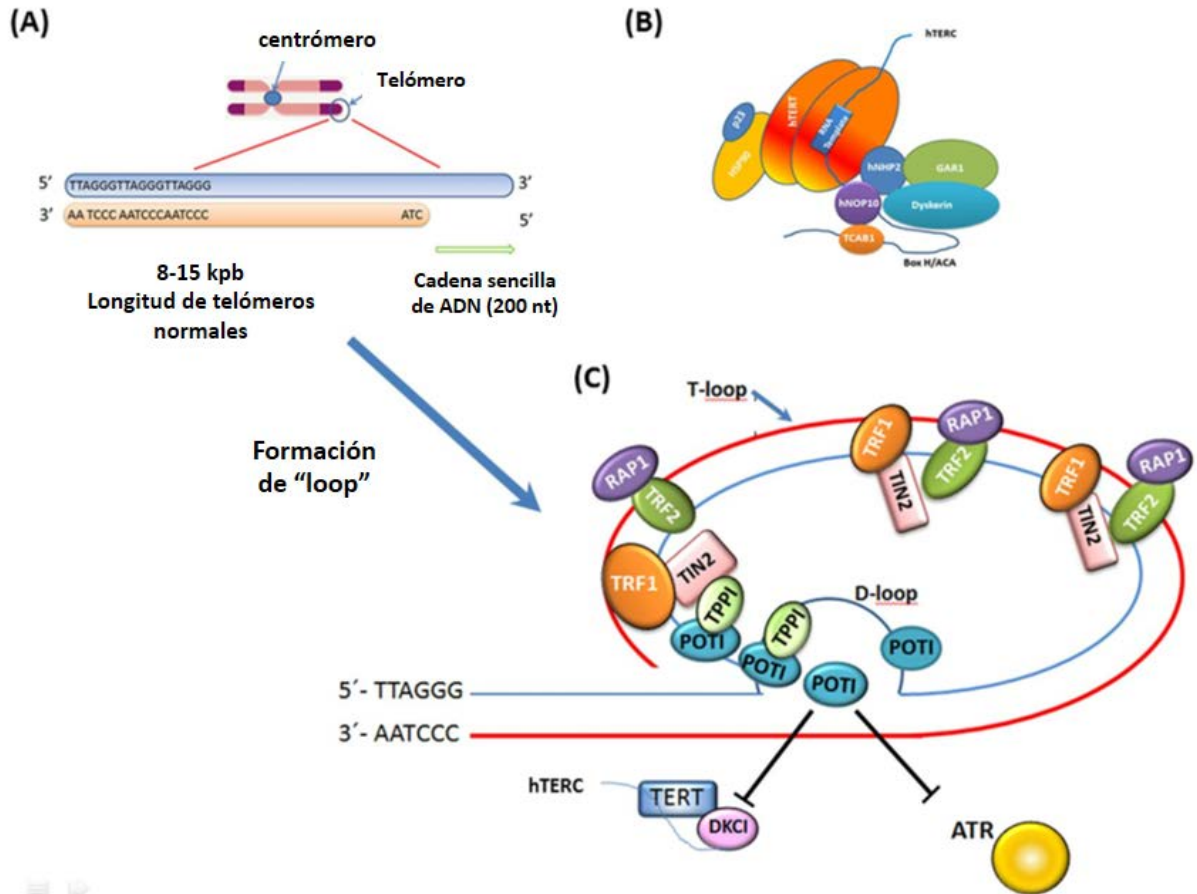 (A)
centrómero
Telómero
5′ TTAGGGTTAGGGTTAGGG 3′
3′ AA TCCC AATCCCAATCCC ATC 5′
8-15 kpb
Longitud de telómeros
normales
Cadena sencilla
de ADN (200 nt)
Formación
de “loop”
(B)
hTERC
p23
HSP90
hTERT
RNA
Template
hNHP2
GAR1
hNOP10
Dyskerin
TCAB1
Box H/ACA
(C)
T-loop
RAP1
TRF2
TRF1
TIN2
TRF1
TIN2
RAP1
TRF2
TRF1
TIN2
RAP1
TRF2
TPPI
POTI
TPPI
POTI
D-loop
POTI
POTI
5´- TTAGGG
3´- AATCCC
hTERC
TERT
DKCI
ATR